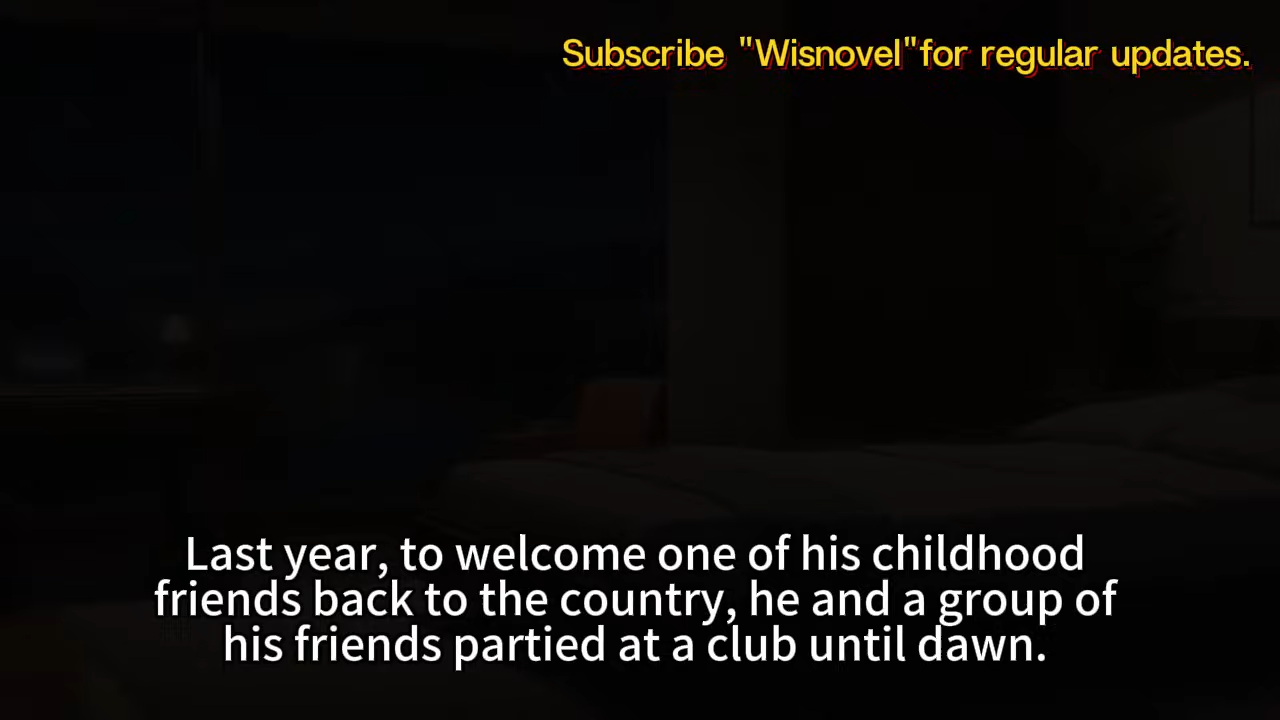 Subscribe "Wisnovel"for regular updates.
Last year, to welcome one of his childhood
friends back to the country, he and a group of
his friends partied at a club until dawn.